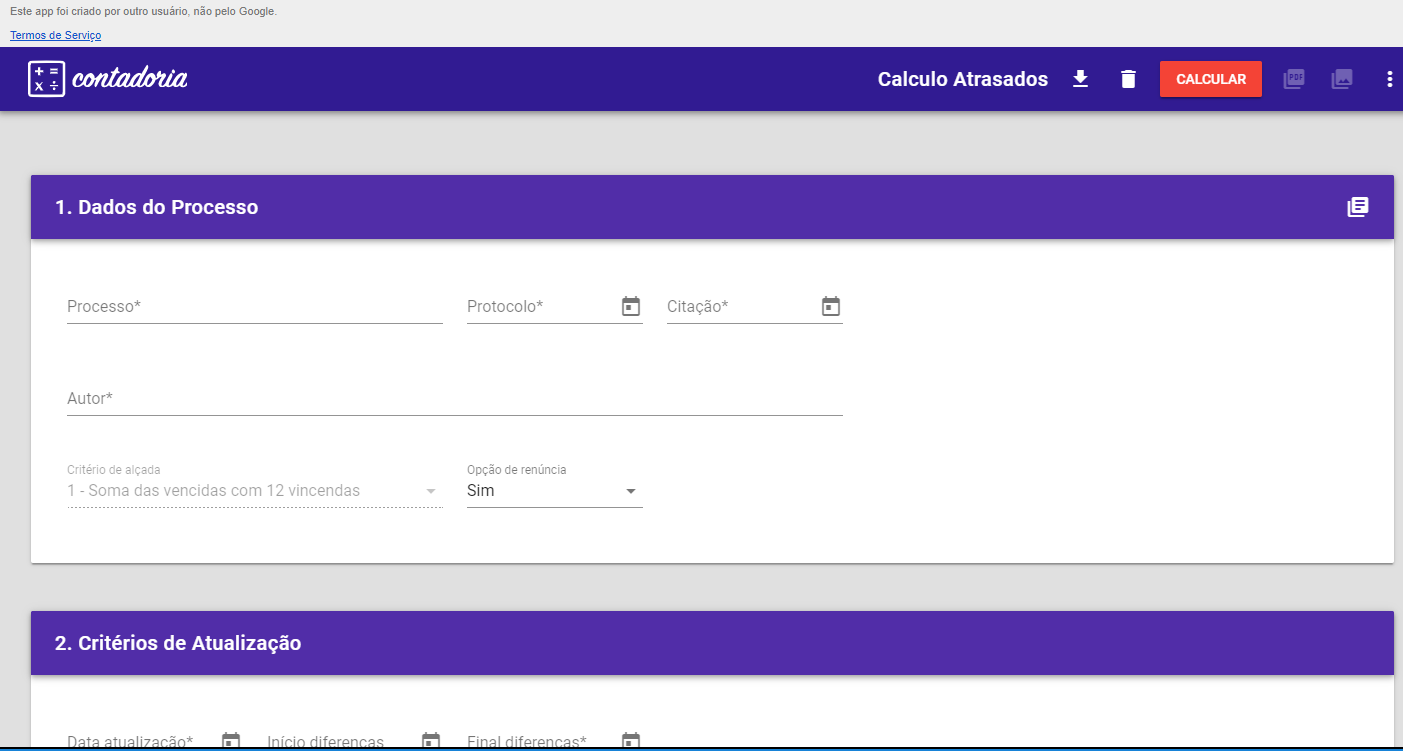 Este app foi criado por outro usuário, não pelo Google.
Termos de Serviço
contadoria
Calculo Atrasados
CALCULAR
PDF
1. Dados do Processo
Processo*
Protocolo*
Citação*
Autor*
Critério de alçada
Opção de renúncia
1 - Soma das vencidas com 12 vincendas
Sim
2. Critérios de Atualização
Data atualização*
Início diferenças
Final diferenças*